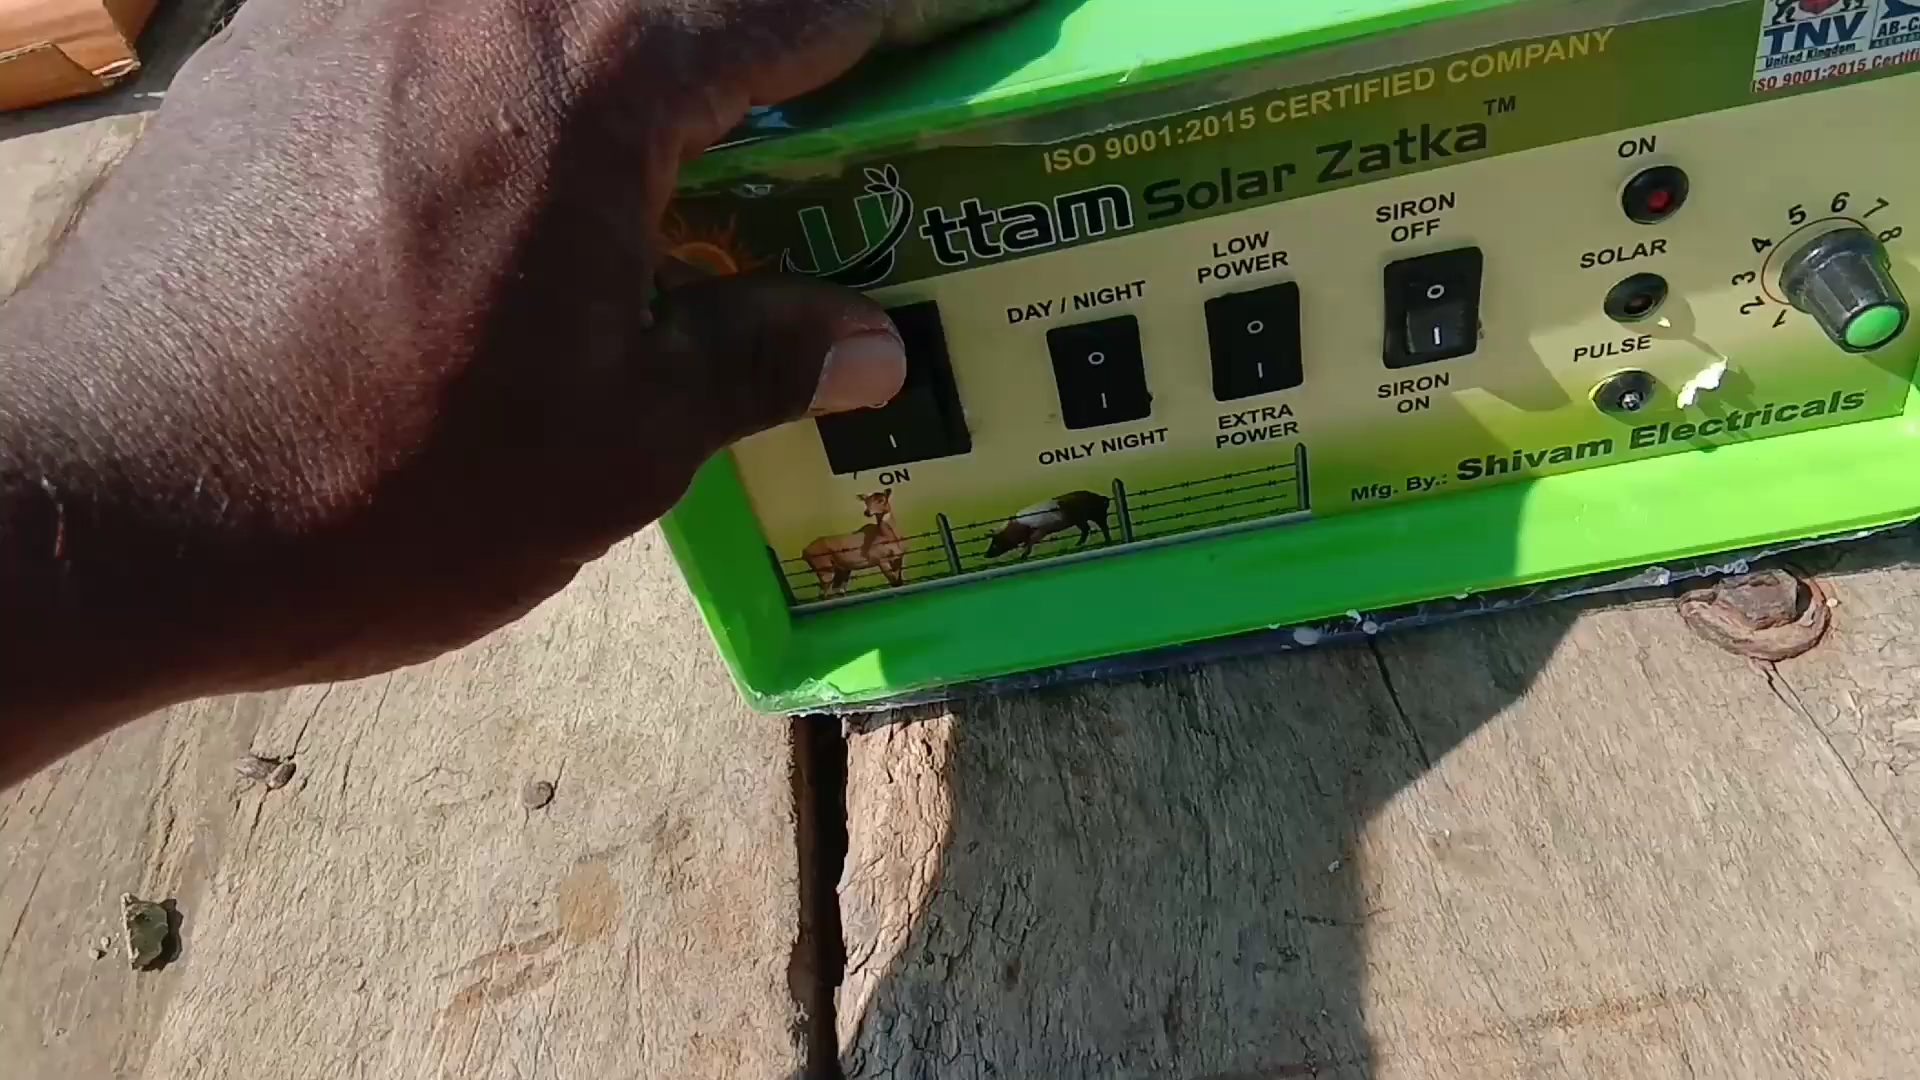 TNV
United Kingdom
ISO 9001:2015
ISO 9001:2015 CERTIFIED COMPANY
Uttam Solar Zatka™
ON
DAY / NIGHT
ONLY NIGHT
LOW
POWER
EXTRA
POWER
SIRON
OFF
SIRON
ON
ON
SOLAR
PULSE
1 2 3 4 5 6 7 8
Mfg. By.: Shivam Electricals